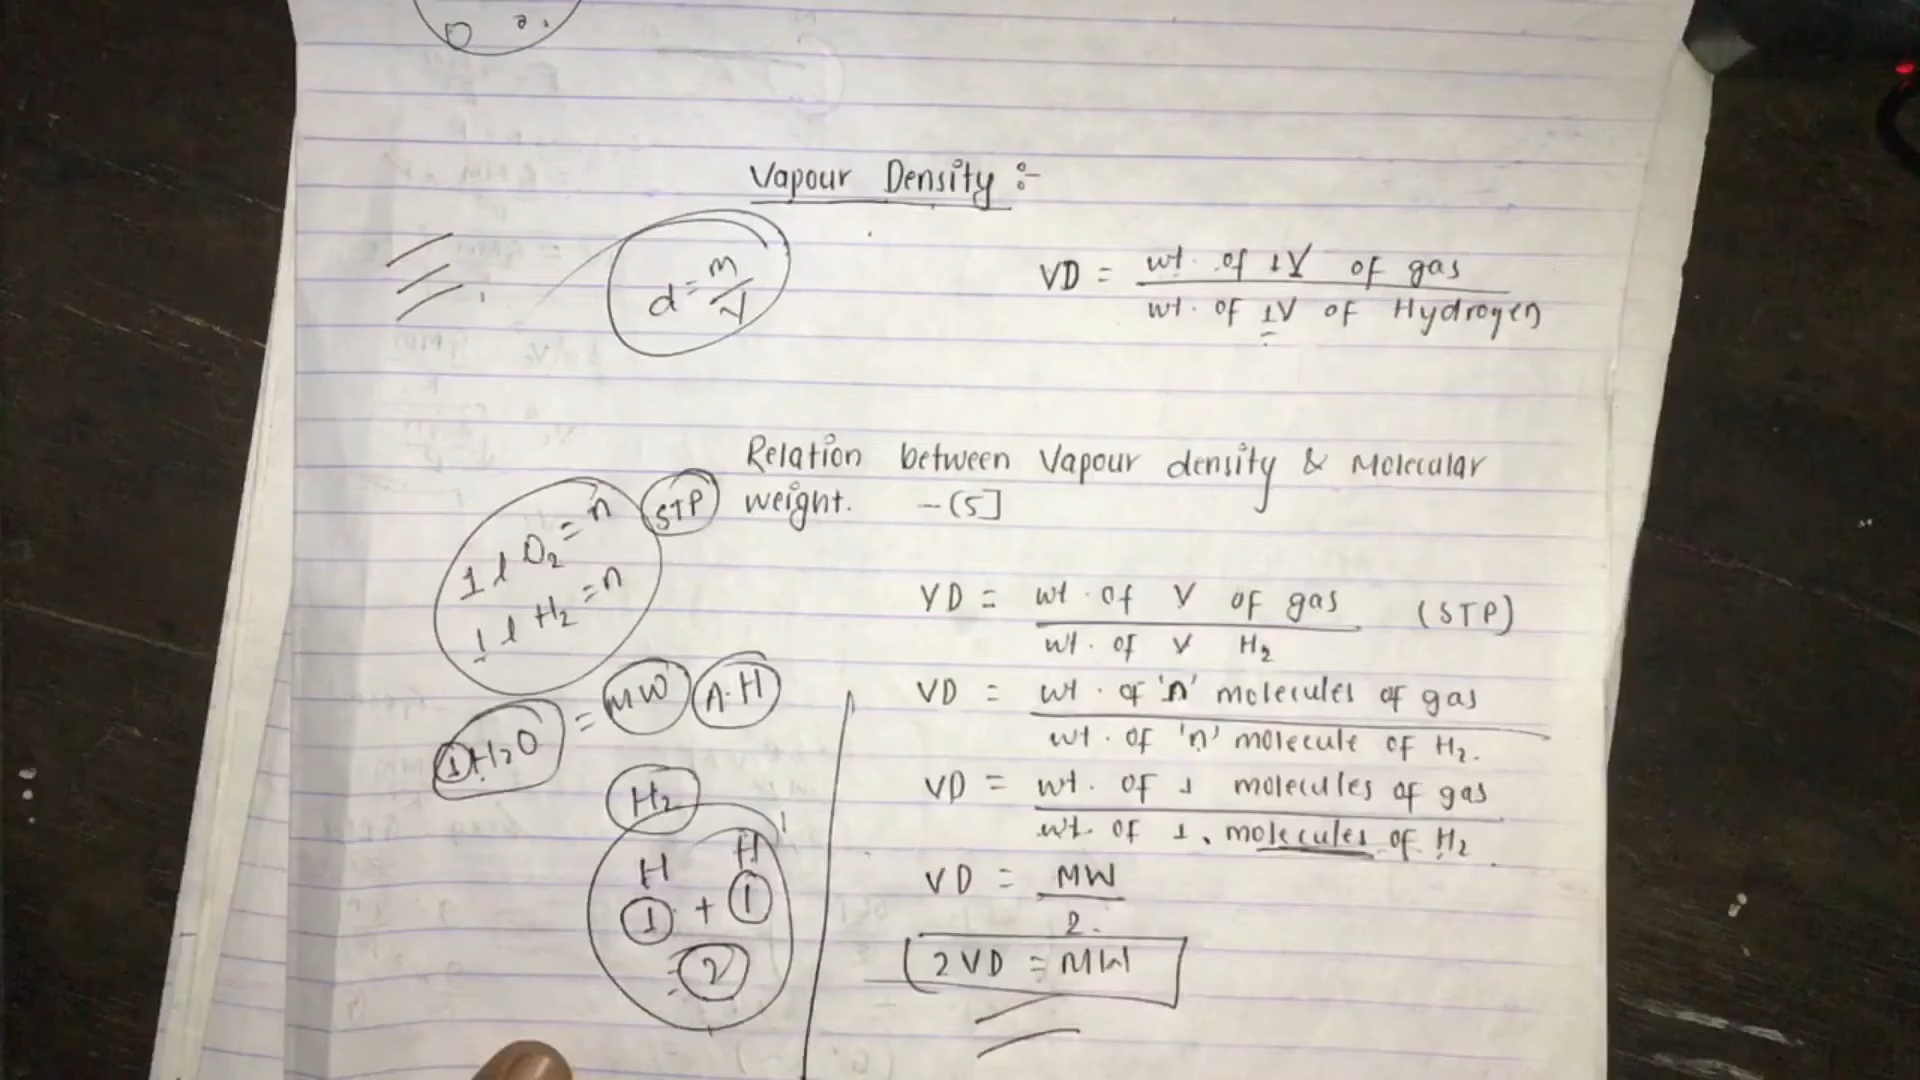 Vapour Density :-
d = m/V
VD = wt. of 1V of gas / wt. of 1V of Hydrogen
Relation between Vapour density & Molecular
weight. - (5]
STP
1 l O2 = n
1 l H2 = n
VD = wt. of V of gas / wt. of V H2 (STP)
VD = wt. of 'n' molecules of gas / wt. of 'n' molecule of H2.
1 H2O = MW A.H
VD = wt. of 1 molecules of gas / wt. of 1 molecules of H2
H2
H H
1 + 1
= 2
VD = MW / 2.
2VD = MW